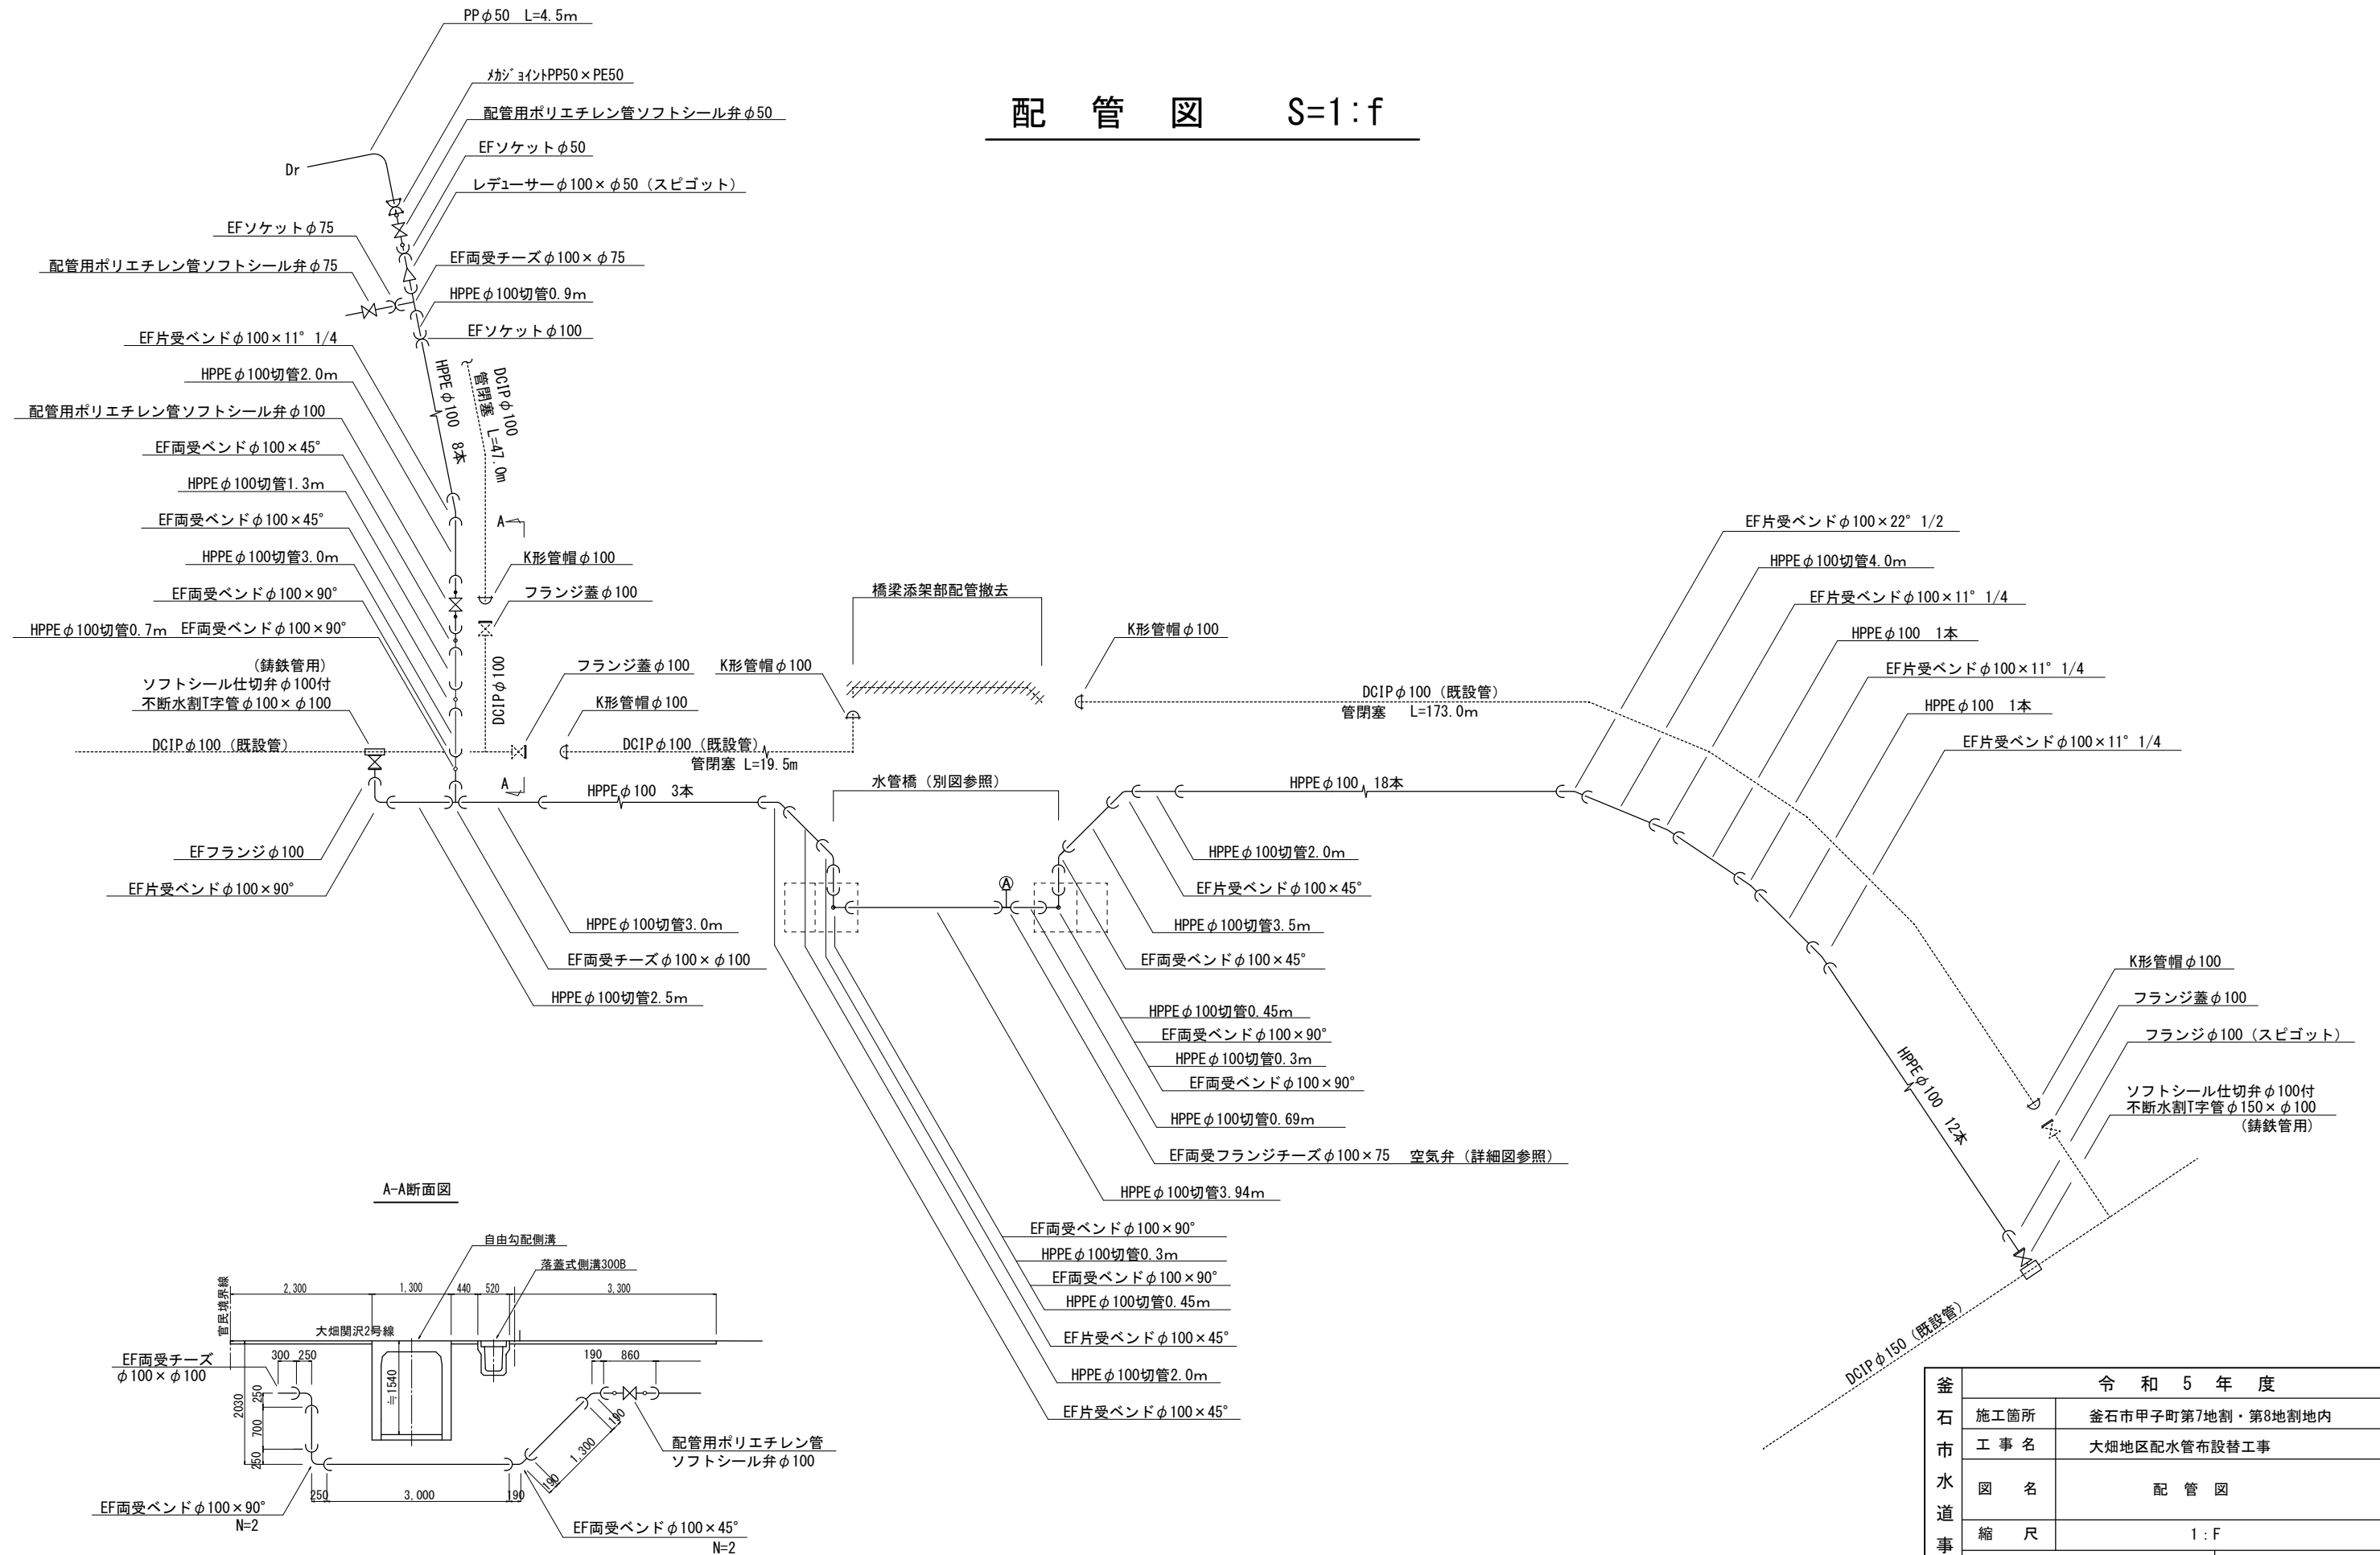 配管図 S=1:f
PPφ50 L=4.5m
ﾒｶｼﾞｮｲﾝﾄPP50×PE50
配管用ポリエチレン管ソフトシール弁φ50
EFソケットφ50
レデューサーφ100×φ50（スピゴット）
Dr
EFソケットφ75
配管用ポリエチレン管ソフトシール弁φ75
EF両受チーズφ100×φ75
HPPEφ100切管0.9m
EFソケットφ100
EF片受ベンドφ100×11°1/4
HPPEφ100切管2.0m
配管用ポリエチレン管ソフトシール弁φ100
EF両受ベンドφ100×45°
HPPEφ100切管1.3m
EF両受ベンドφ100×45°
HPPEφ100切管3.0m
EF両受ベンドφ100×90°
HPPEφ100切管0.7m EF両受ベンドφ100×90°
（鋳鉄管用）
ソフトシール仕切弁φ100付
不断水割T字管φ100×φ100
DCIPφ100（既設管）
EFフランジφ100
EF片受ベンドφ100×90°
HPPEφ100 8本
DCIPφ100
管閉塞 L=47.0m
A
K形管帽φ100
フランジ蓋φ100
DCIPφ100
フランジ蓋φ100
K形管帽φ100
K形管帽φ100
DCIPφ100（既設管）
管閉塞 L=19.5m
A
HPPEφ100 3本
橋梁添架部配管撤去
K形管帽φ100
DCIPφ100（既設管）
管閉塞 L=173.0m
水管橋（別図参照）
HPPEφ100 18本
A
HPPEφ100切管3.0m
EF両受チーズφ100×φ100
HPPEφ100切管2.5m
HPPEφ100切管2.0m
EF片受ベンドφ100×45°
HPPEφ100切管3.5m
EF両受ベンドφ100×45°
HPPEφ100切管0.45m
EF両受ベンドφ100×90°
HPPEφ100切管0.3m
EF両受ベンドφ100×90°
HPPEφ100切管0.69m
EF両受フランジチーズφ100×75 空気弁（詳細図参照）
HPPEφ100切管3.94m
EF両受ベンドφ100×90°
HPPEφ100切管0.3m
EF両受ベンドφ100×90°
HPPEφ100切管0.45m
EF片受ベンドφ100×45°
HPPEφ100切管2.0m
EF片受ベンドφ100×45°
EF片受ベンドφ100×22°1/2
HPPEφ100切管4.0m
EF片受ベンドφ100×11°1/4
HPPEφ100 1本
EF片受ベンドφ100×11°1/4
HPPEφ100 1本
EF片受ベンドφ100×11°1/4
HPPEφ100 12本
K形管帽φ100
フランジ蓋φ100
フランジφ100（スピゴット）
ソフトシール仕切弁φ100付
不断水割T字管φ150×φ100
（鋳鉄管用）
DCIPφ150（既設管）
A-A断面図
自由勾配側溝
落蓋式側溝300B
官民境界線
2,300 1,300 440 520 3,300
大畑関沢2号線
EF両受チーズ
φ100×φ100
300 250
2030
250
700
250
≒1540
190 860
190
1,300
190
250 3,000 190
配管用ポリエチレン管
ソフトシール弁φ100
EF両受ベンドφ100×90°
N=2
EF両受ベンドφ100×45°
N=2
釜石市水道事
令和5年度
施工箇所 釜石市甲子町第7地割・第8地割地内
工事名 大畑地区配水管布設替工事
図名 配管図
縮尺 1:F